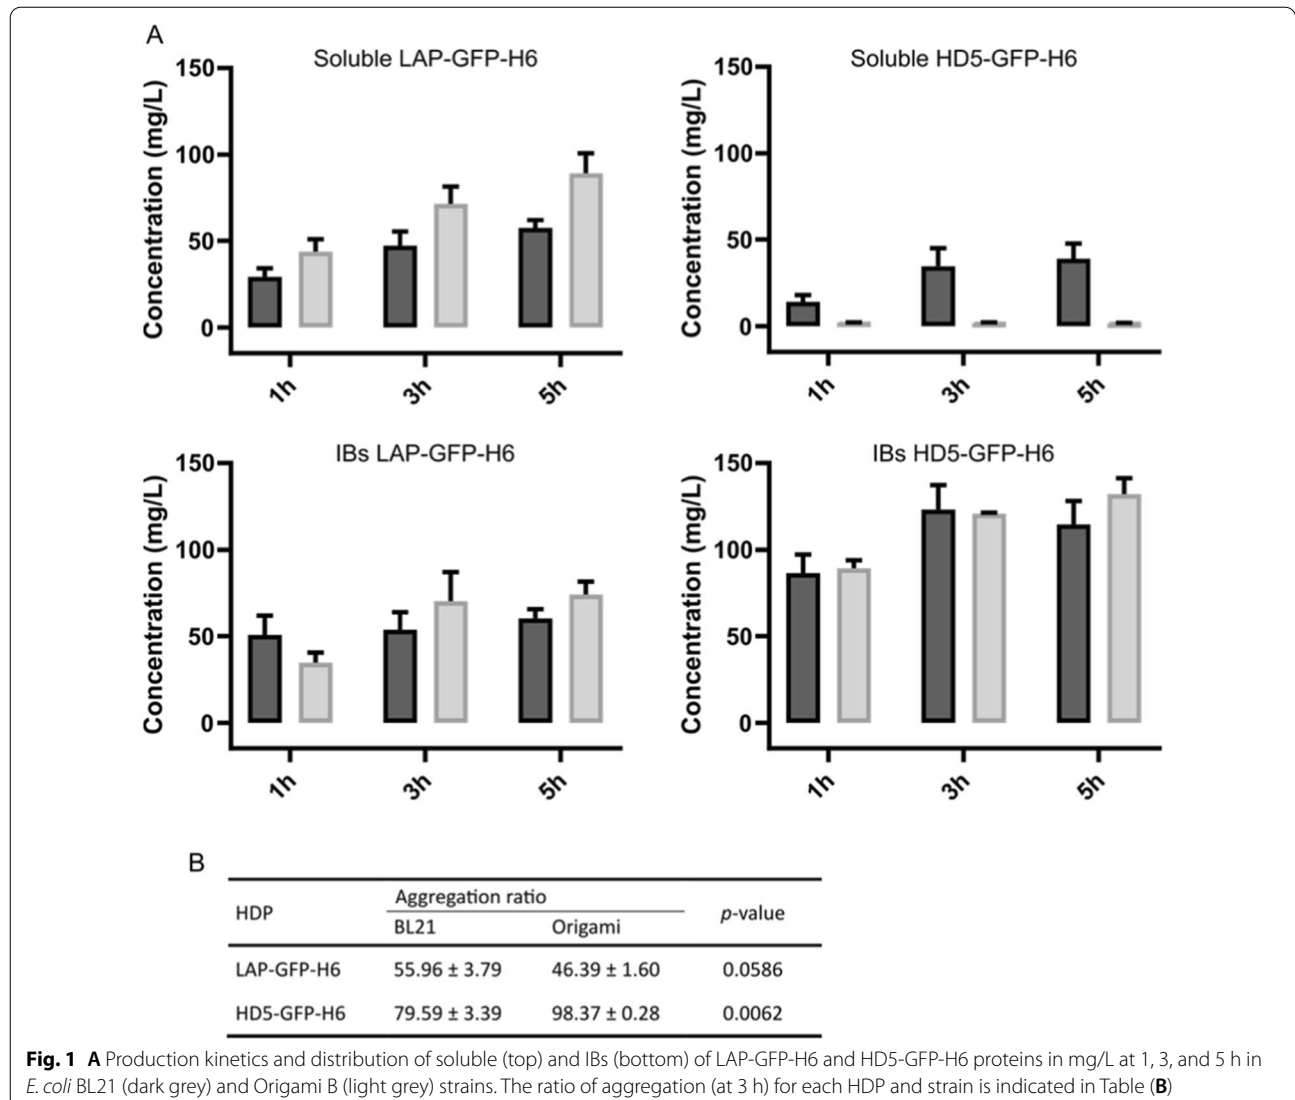 A
Soluble LAP-GFP-H6
Concentration (mg/L)
150
100
50
0
1h
3h
5h
Soluble HD5-GFP-H6
Concentration (mg/L)
150
100
50
0
1h
3h
5h
IBs LAP-GFP-H6
Concentration (mg/L)
150
100
50
0
1h
3h
5h
IBs HD5-GFP-H6
Concentration (mg/L)
150
100
50
0
1h
3h
5h
B
HDP Aggregation ratio p-value
BL21 Origami
LAP-GFP-H6 55.96 ± 3.79 46.39 ± 1.60 0.0586
HD5-GFP-H6 79.59 ± 3.39 98.37 ± 0.28 0.0062
Fig. 1 A Production kinetics and distribution of soluble (top) and IBs (bottom) of LAP-GFP-H6 and HD5-GFP-H6 proteins in mg/L at 1, 3, and 5 h in
E. coli BL21 (dark grey) and Origami B (light grey) strains. The ratio of aggregation (at 3 h) for each HDP and strain is indicated in Table (B)